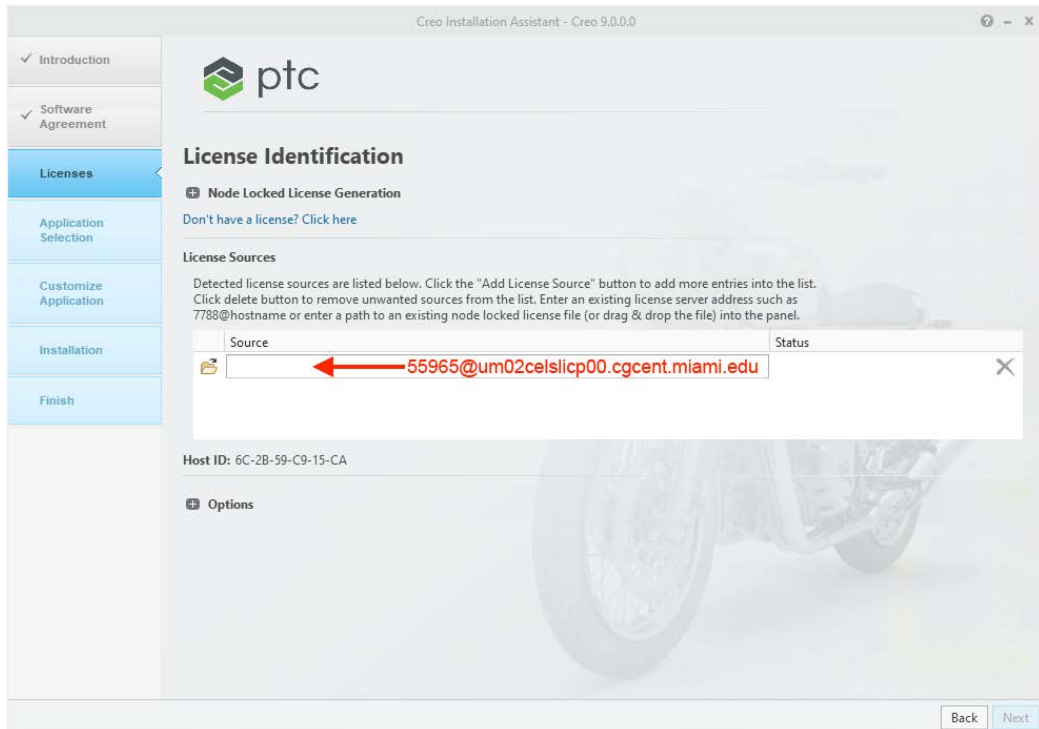 Creo Installation Assistant - Creo 9.0.0.0
Introduction
Software
Agreement
Licenses
Application
Selection
Customize
Application
Installation
Finish
ptc
License Identification
Node Locked License Generation
Don't have a license? Click here
License Sources
Detected license sources are listed below. Click the "Add License Source" button to add more entries into the list.
Click delete button to remove unwanted sources from the list. Enter an existing license server address such as
7788@hostname or enter a path to an existing node locked license file (or drag & drop the file) into the panel.
Source Status
55965@um02celslicp00.cgcent.miami.edu
Host ID: 6C-2B-59-C9-15-CA
Options
Back Next